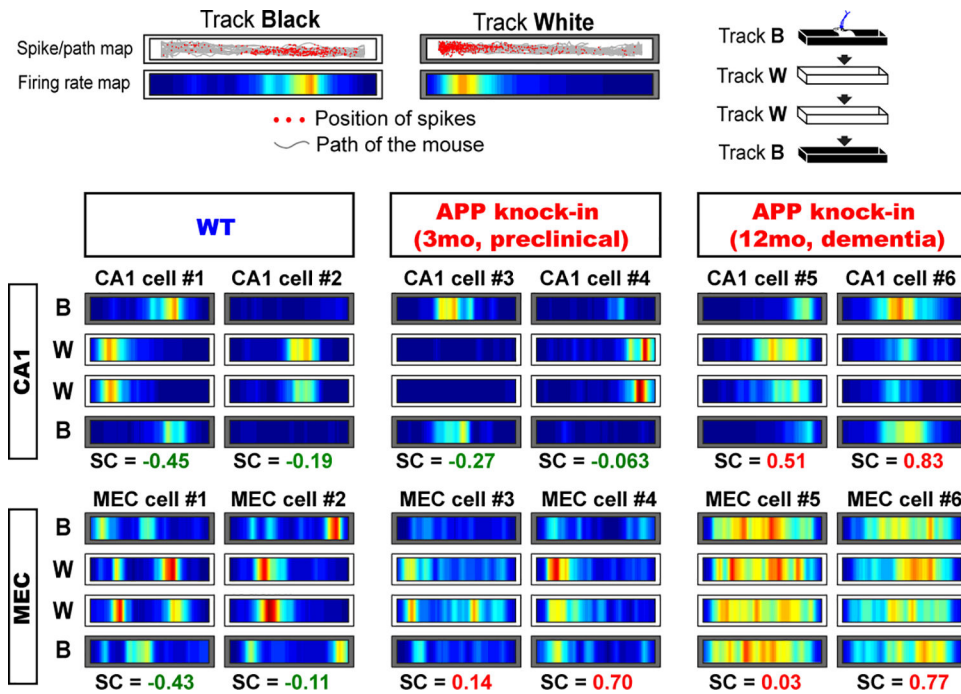 Track Black
Track White
Spike/path map
Firing rate map
Position of spikes
Path of the mouse
Track B
Track W
Track W
Track B
WT
APP knock-in
(3mo, preclinical)
APP knock-in
(12mo, dementia)
CA1
CA1 cell #1 CA1 cell #2 CA1 cell #3 CA1 cell #4 CA1 cell #5 CA1 cell #6
B
W
W
B
SC = -0.45 SC = -0.19 SC = -0.27 SC = -0.063 SC = 0.51 SC = 0.83
MEC
MEC cell #1 MEC cell #2 MEC cell #3 MEC cell #4 MEC cell #5 MEC cell #6
B
W
W
B
SC = -0.43 SC = -0.11 SC = 0.14 SC = 0.70 SC = 0.03 SC = 0.77